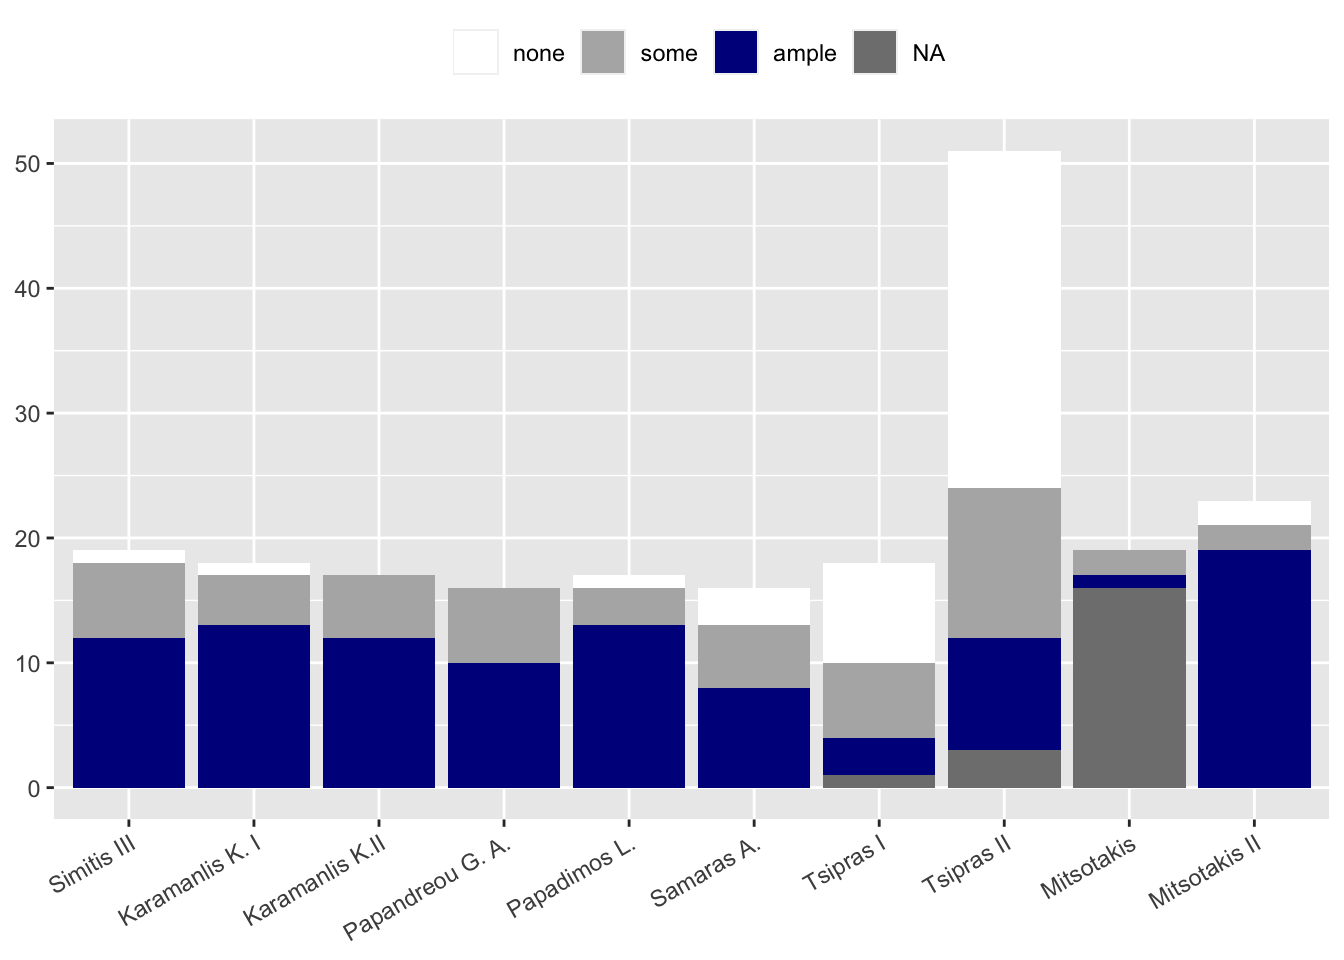 none some ample NA
50
40
30
20
10
0
Simitis III
Karamanlis K. I
Karamanlis K.II
Papandreou G. A.
Papadimos L.
Samaras A.
Tsipras I
Tsipras II
Mitsotakis
Mitsotakis II